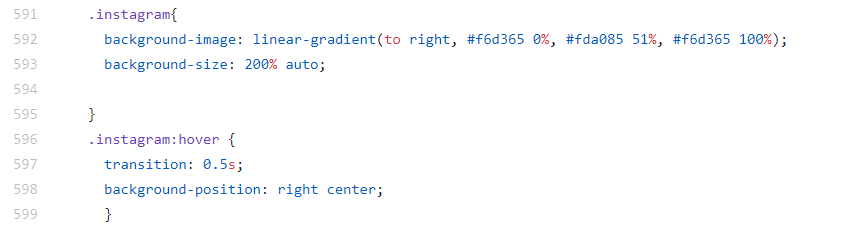 591 .instagram{
592 background-image: linear-gradient(to right, #f6d365 0%, #fda085 51%, #f6d365 100%);
593 background-size: 200% auto;
594
595 }
596 .instagram:hover {
597 transition: 0.5s;
598 background-position: right center;
599 }